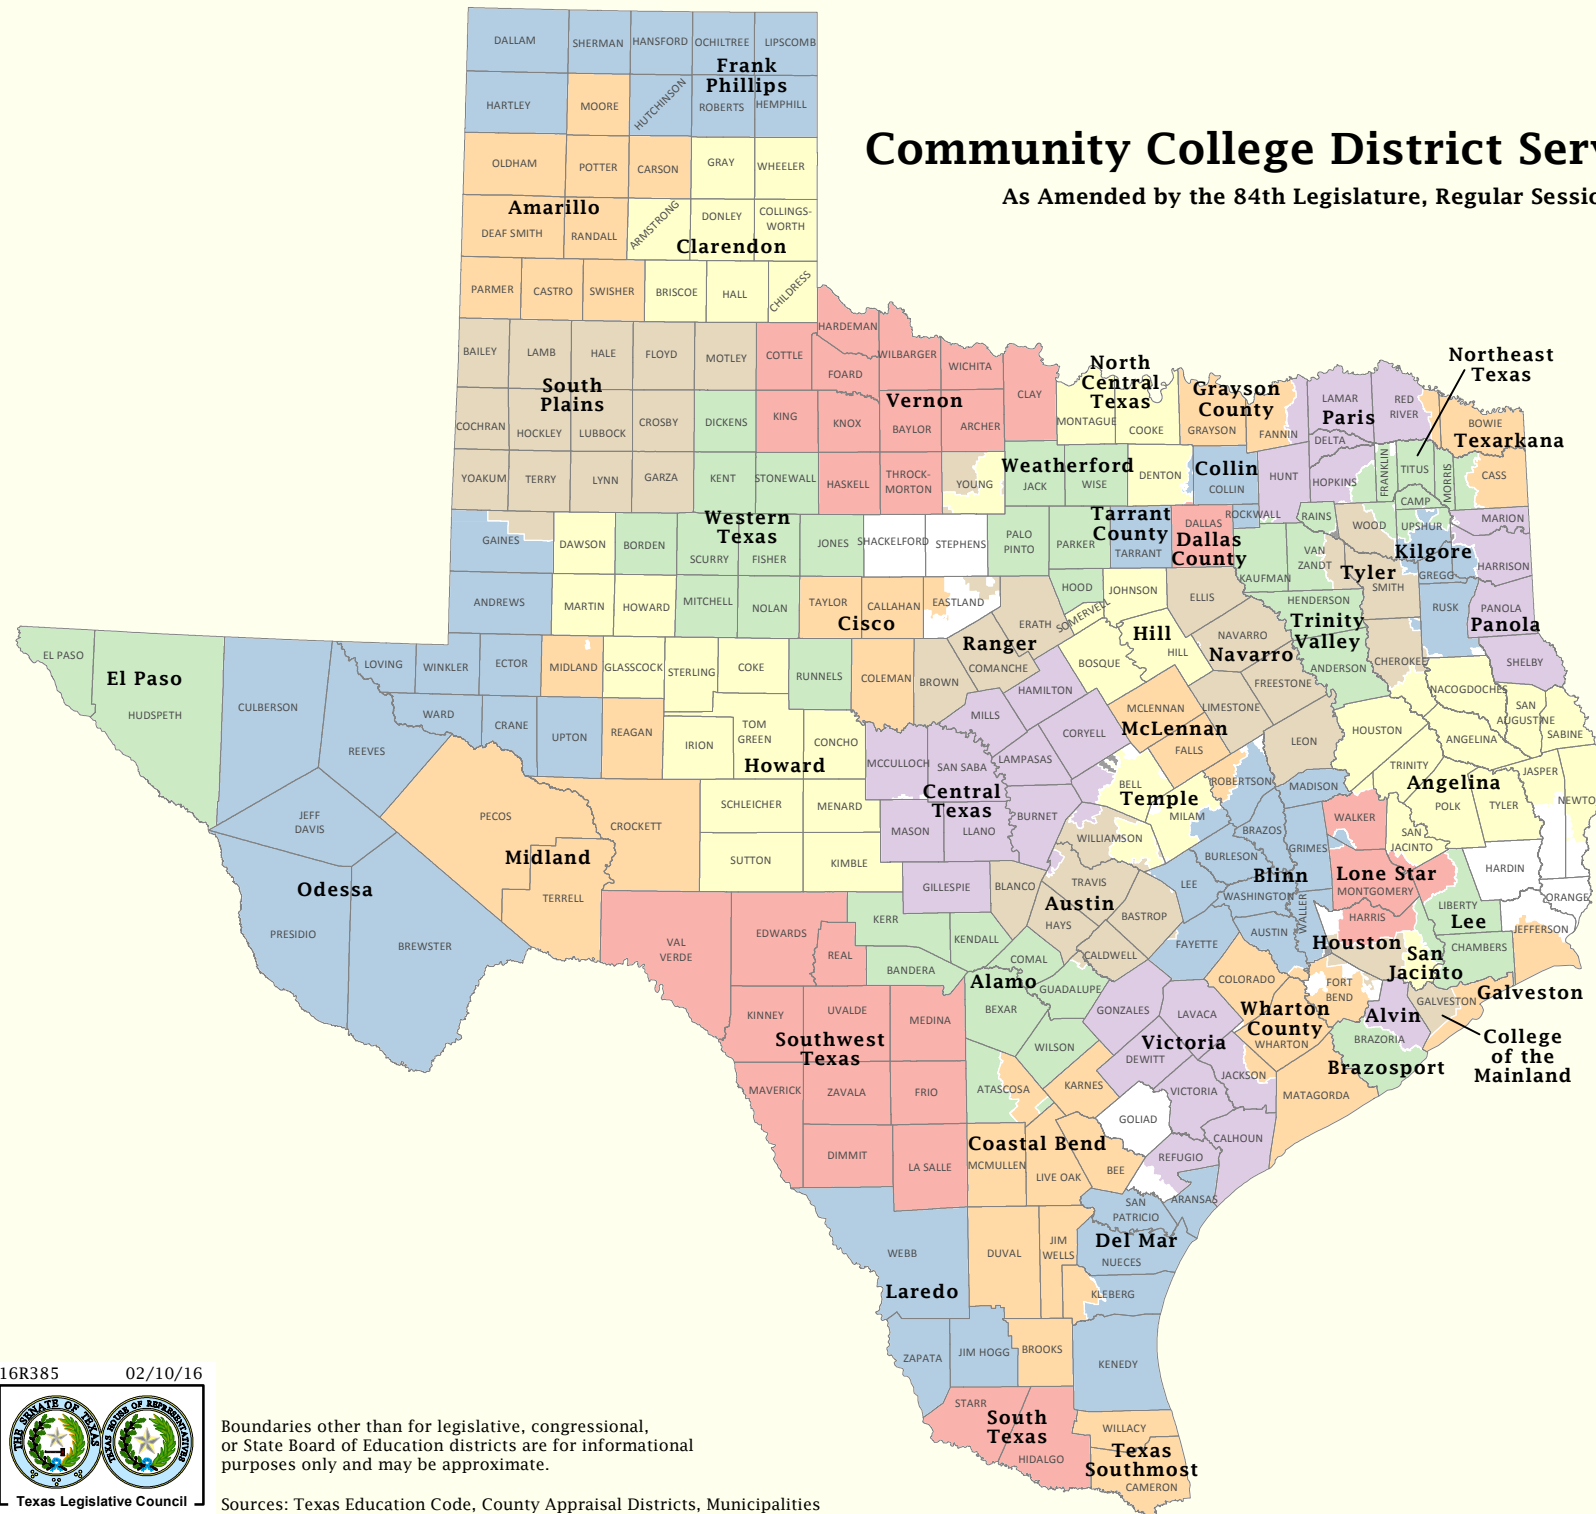 Community College District Serv
As Amended by the 84th Legislature, Regular Sessio
DALLAM
SHERMAN
HANSFORD
OCHILTREE
LIPSCOMB
Frank
Phillips
HARTLEY
MOORE
HUTCHINSON
ROBERTS
HEMPHILL
OLDHAM
POTTER
CARSON
GRAY
WHEELER
Amarillo
DEAF SMITH
RANDALL
ARMSTRONG
DONLEY
COLLINGS-
WORTH
Clarendon
PARMER
CASTRO
SWISHER
BRISCOE
HALL
CHILDRESS
BAILEY
LAMB
HALE
FLOYD
MOTLEY
COTTLE
HARDEMAN
FOARD
WILBARGER
WICHITA
CLAY
South
Plains
Vernon
North
Central
Texas
MONTAGUE
COOKE
Grayson
County
GRAYSON
FANNIN
LAMAR
Paris
RED
RIVER
DELTA
Northeast
Texas
BOWIE
Texarkana
COCHRAN
HOCKLEY
LUBBOCK
CROSBY
DICKENS
KING
KNOX
BAYLOR
ARCHER
YOAKUM
TERRY
LYNN
GARZA
KENT
STONEWALL
HASKELL
THROCK-
MORTON
YOUNG
Weatherford
JACK
WISE
DENTON
Collin
COLLIN
HUNT
HOPKINS
FRANKLIN
TITUS
MORRIS
CASS
CAMP
GAINES
DAWSON
BORDEN
Western
Texas
SCURRY
FISHER
JONES
SHACKELFORD
STEPHENS
PALO
PINTO
PARKER
Tarrant
County
TARRANT
DALLAS
Dallas
County
ROCKWALL
RAINS
WOOD
UPSHUR
MARION
Kilgore
GREGG
HARRISON
KAUFMAN
VAN
ZANDT
Tyler
SMITH
ANDREWS
MARTIN
HOWARD
MITCHELL
NOLAN
TAYLOR
CALLAHAN
Cisco
EASTLAND
ERATH
HOOD
SOMERVELL
JOHNSON
ELLIS
HENDERSON
Trinity
Valley
ANDERSON
CHEROKEE
RUSK
PANOLA
Panola
SHELBY
EL PASO
El Paso
HUDSPETH
CULBERSON
LOVING
WINKLER
ECTOR
MIDLAND
GLASSCOCK
STERLING
COKE
RUNNELS
COLEMAN
BROWN
Ranger
COMANCHE
BOSQUE
Hill
HILL
NAVARRO
Navarro
FREESTONE
REEVES
WARD
CRANE
UPTON
REAGAN
IRION
TOM
GREEN
CONCHO
Howard
MILLS
HAMILTON
CORYELL
MCLENNAN
McLennan
FALLS
LIMESTONE
LEON
HOUSTON
NACOGDOCHES
SAN
AUGUSTINE
SABINE
ANGELINA
TRINITY
Angelina
MCCULLOCH
SAN SABA
LAMPASAS
Central
Texas
BELL
Temple
MILAM
ROBERTSON
MADISON
POLK
TYLER
JASPER
NEWTO
JEFF
DAVIS
PECOS
CROCKETT
SCHLEICHER
MENARD
MASON
LLANO
BURNET
WILLIAMSON
BRAZOS
GRIMES
WALKER
SAN
JACINTO
Midland
TERRELL
SUTTON
KIMBLE
GILLESPIE
BLANCO
TRAVIS
Austin
HAYS
BASTROP
LEE
BURLESON
Blinn
WASHINGTON
AUSTIN
WALLER
Lone Star
MONTGOMERY
HARDIN
ORANGE
LIBERTY
Lee
CHAMBERS
JEFFERSON
Odessa
PRESIDIO
BREWSTER
VAL
VERDE
EDWARDS
REAL
KERR
KENDALL
BANDERA
COMAL
Alamo
GUADALUPE
BEXAR
CALDWELL
FAYETTE
COLORADO
HARRIS
Houston
San
Jacinto
FORT
BEND
Wharton
County
WHARTON
Alvin
GALVESTON
Galveston
College
of the
Mainland
BRAZORIA
Brazosport
KINNEY
UVALDE
MEDINA
Southwest
Texas
WILSON
GONZALES
LAVACA
Victoria
DEWITT
JACKSON
VICTORIA
MATAGORDA
MAVERICK
ZAVALA
FRIO
ATASCOSA
KARNES
GOLIAD
CALHOUN
REFUGIO
DIMMIT
LA SALLE
Coastal Bend
MCMULLEN
LIVE OAK
BEE
ARANSAS
SAN
PATRICIO
Del Mar
NUECES
WEBB
Laredo
DUVAL
JIM
WELLS
KLEBERG
ZAPATA
JIM HOGG
BROOKS
KENEDY
STARR
South
Texas
HIDALGO
WILLACY
Texas
Southmost
CAMERON
16R385 02/10/16
THE SENATE OF TEXAS
TEXAS HOUSE OF REPRESENTATIVES
Texas Legislative Council
Boundaries other than for legislative, congressional,
or State Board of Education districts are for informational
purposes only and may be approximate.
Sources: Texas Education Code, County Appraisal Districts, Municipalities